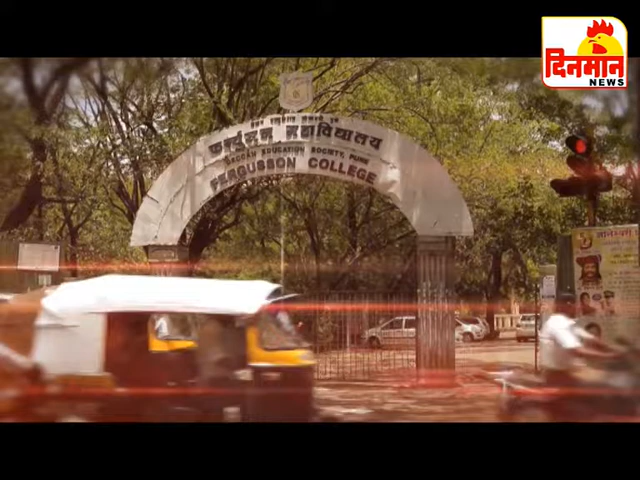 दिनमान
NEWS
फर्ग्युसन महाविद्यालय
DECCAN EDUCATION SOCIETY, PUNE
FERGUSSON COLLEGE